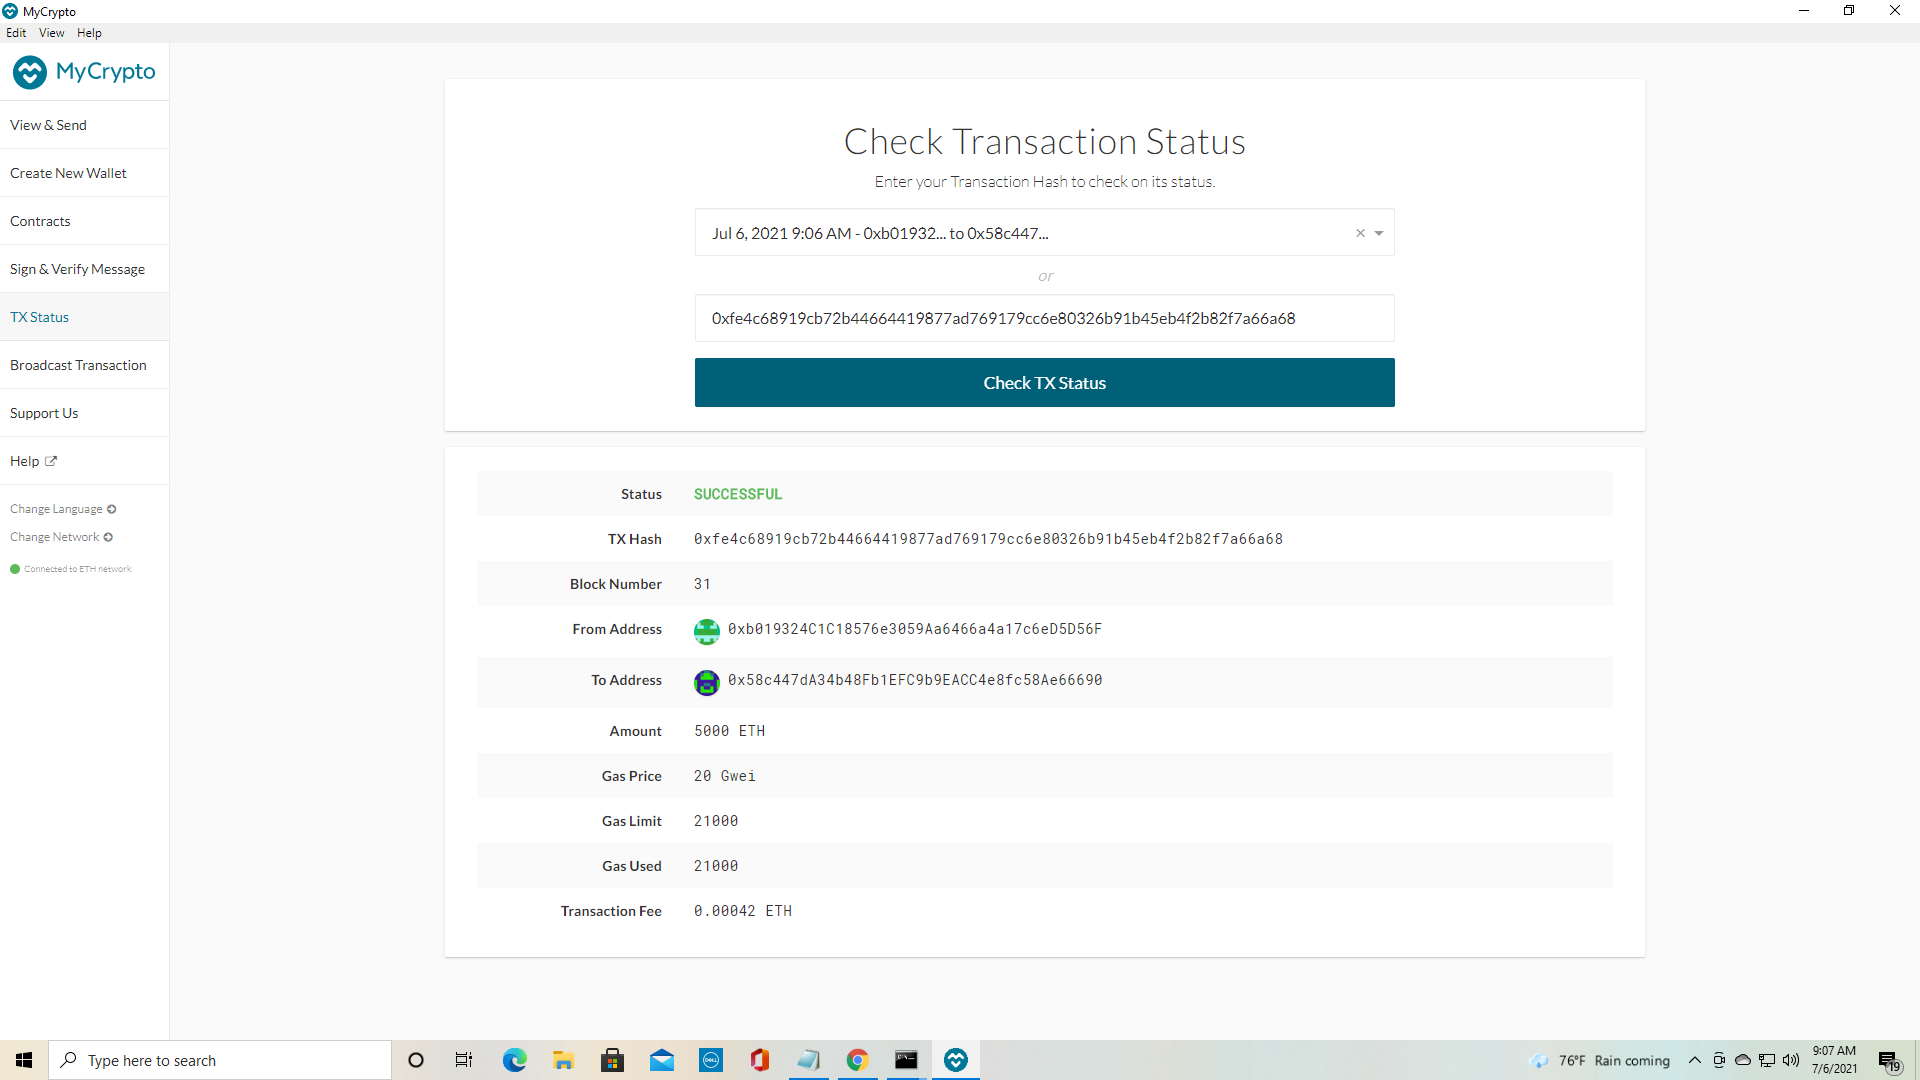 MyCrypto
Edit View Help
MyCrypto
View & Send
Create New Wallet
Contracts
Sign & Verify Message
TX Status
Broadcast Transaction
Support Us
Help
Change Language
Change Network
Connected to ETH network
Check Transaction Status
Enter your Transaction Hash to check on its status.
Jul 6, 2021 9:06 AM - 0xb01932... to 0x58c447...
or
0xfe4c68919cb72b44664419877ad769179cc6e80326b91b45eb4f2b82f7a66a68
Check TX Status
Status SUCCESSFUL
TX Hash 0xfe4c68919cb72b44664419877ad769179cc6e80326b91b45eb4f2b82f7a66a68
Block Number 31
From Address 0xb019324C1C18576e3059Aa6466a4a17c6eD5D56F
To Address 0x58c447dA34b48Fb1EFC9b9EACC4e8fc58Ae66690
Amount 5000 ETH
Gas Price 20 Gwei
Gas Limit 21000
Gas Used 21000
Transaction Fee 0.00042 ETH
Type here to search
DELL
76°F Rain coming
9:07 AM
7/6/2021
19